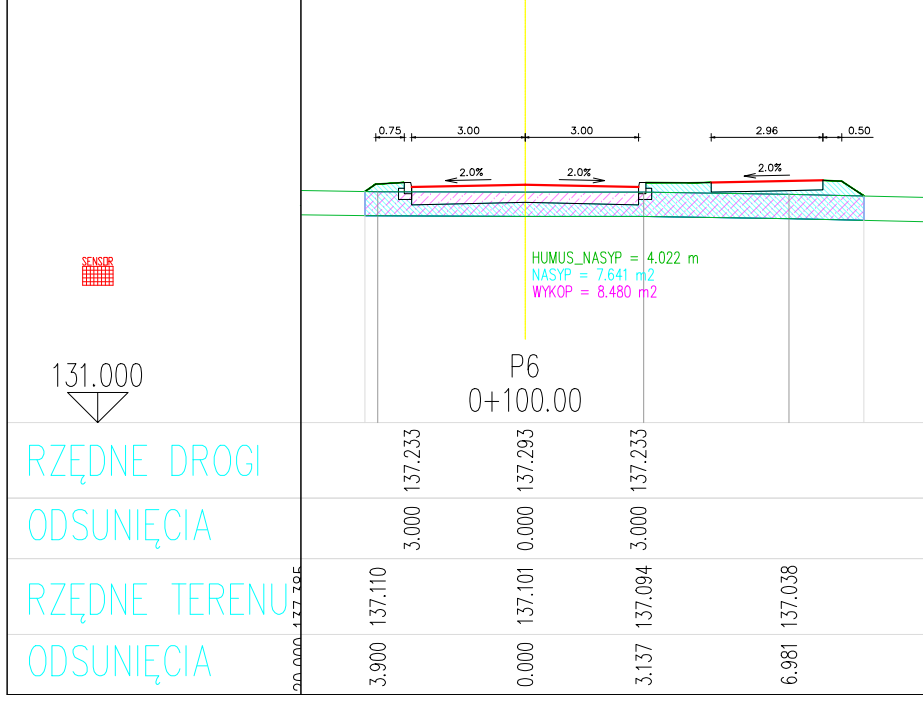 0.75 3.00 3.00 2.96 0.50
2.0% 2.0% 2.0%
SENSOR
HUMUS_NASYP = 4.022 m
NASYP = 7.641 m2
WYKOP = 8.480 m2
131.000
P6
0+100.00
RZĘDNE DROGI 137.233 137.293 137.233
ODSUNIĘCIA 3.000 0.000 3.000
RZĘDNE TERENU 137.110 137.101 137.094 137.038
ODSUNIĘCIA 20.000 3.900 0.000 3.137 6.981